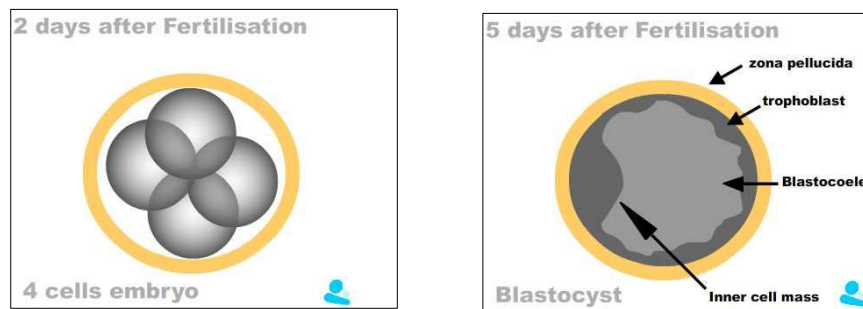 2 days after Fertilisation
4 cells embryo
5 days after Fertilisation
zona pellucida
trophoblast
Blastocoele
Inner cell mass
Blastocyst